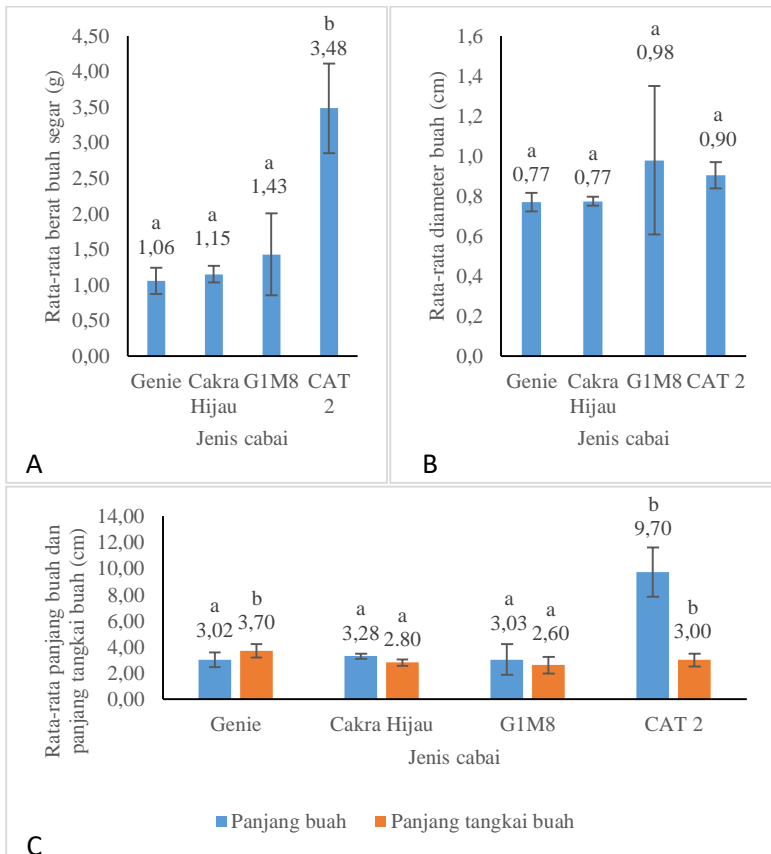 4,50
4,00
3,50
3,00
2,50
2,00
1,50
1,00
0,50
0,00
Rata-rata berat buah segar (g)
a
1,06
a
1,15
a
1,43
b
3,48
Genie Cakra Hijau G1M8 CAT 2
Jenis cabai
A
1,6
1,4
1,2
1,0
0,8
0,6
0,4
0,2
0,0
Rata-rata diameter buah (cm)
a
0,77
a
0,77
a
0,98
a
0,90
Genie Cakra Hijau G1M8 CAT 2
Jenis cabai
B
14,00
12,00
10,00
8,00
6,00
4,00
2,00
0,00
Rata-rata panjang buah dan
panjang tangkai buah (cm)
a
3,02
b
3,70
a
3,28
a
2.80
a
3,03
a
2,60
b
9,70
b
3,00
Genie Cakra Hijau G1M8 CAT 2
Jenis cabai
Panjang buah Panjang tangkai buah
C